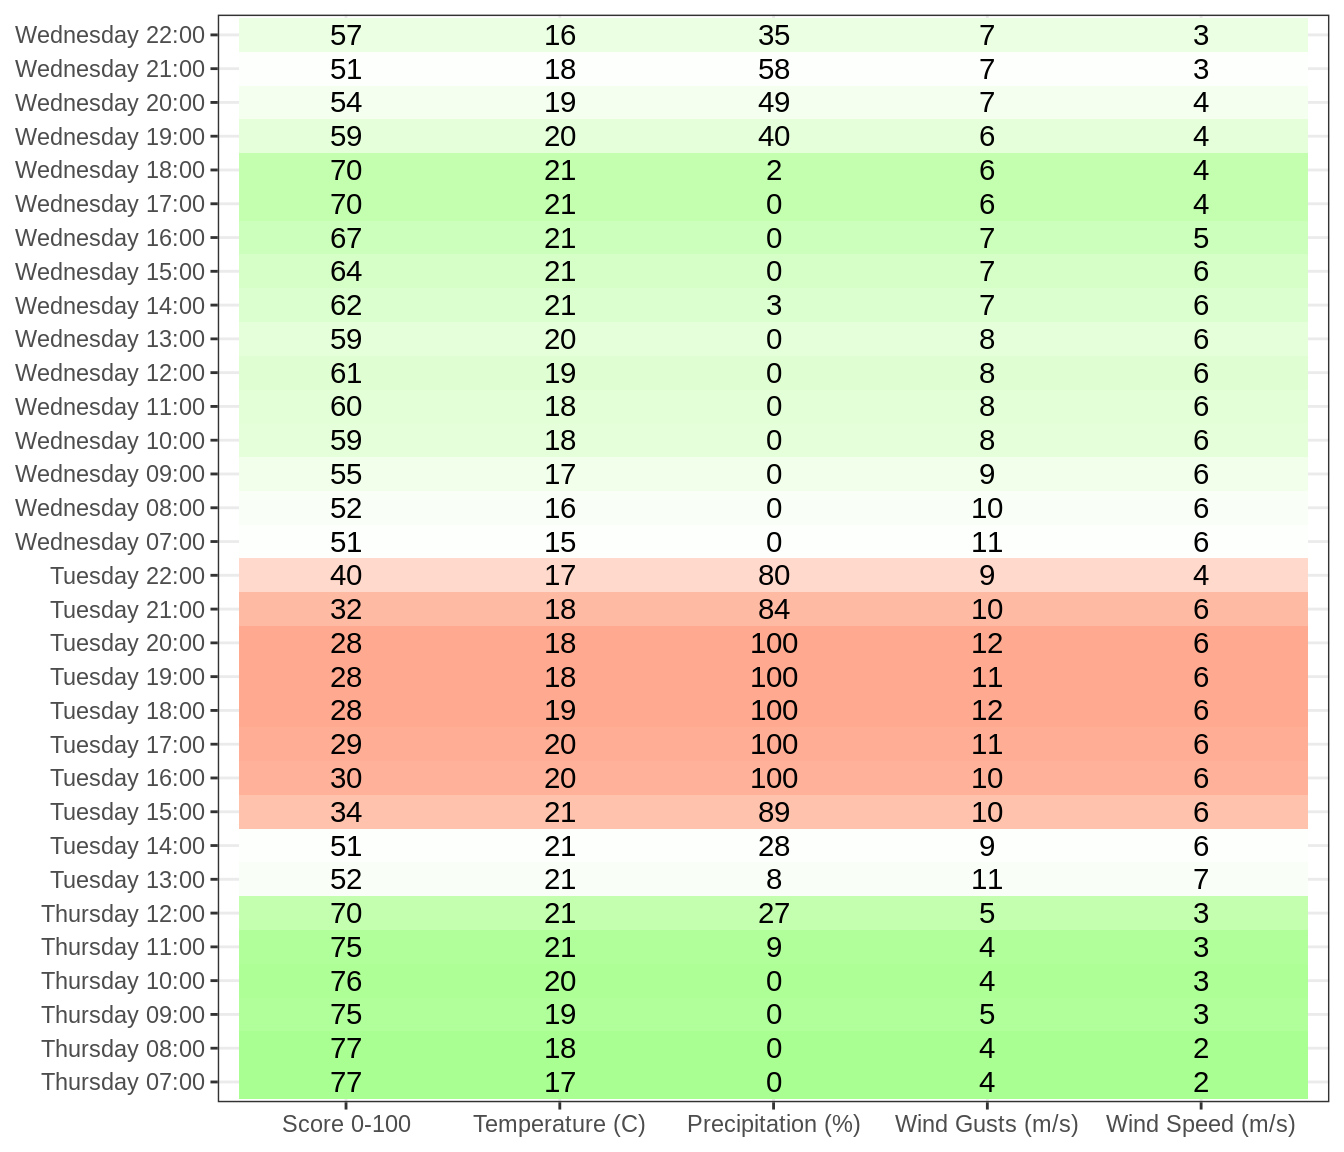 Wednesday 22:00 57 16 35 7 3
Wednesday 21:00 51 18 58 7 3
Wednesday 20:00 54 19 49 7 4
Wednesday 19:00 59 20 40 6 4
Wednesday 18:00 70 21 2 6 4
Wednesday 17:00 70 21 0 6 4
Wednesday 16:00 67 21 0 7 5
Wednesday 15:00 64 21 0 7 6
Wednesday 14:00 62 21 3 7 6
Wednesday 13:00 59 20 0 8 6
Wednesday 12:00 61 19 0 8 6
Wednesday 11:00 60 18 0 8 6
Wednesday 10:00 59 18 0 8 6
Wednesday 09:00 55 17 0 9 6
Wednesday 08:00 52 16 0 10 6
Wednesday 07:00 51 15 0 11 6
Tuesday 22:00 40 17 80 9 4
Tuesday 21:00 32 18 84 10 6
Tuesday 20:00 28 18 100 12 6
Tuesday 19:00 28 18 100 11 6
Tuesday 18:00 28 19 100 12 6
Tuesday 17:00 29 20 100 11 6
Tuesday 16:00 30 20 100 10 6
Tuesday 15:00 34 21 89 10 6
Tuesday 14:00 51 21 28 9 6
Tuesday 13:00 52 21 8 11 7
Thursday 12:00 70 21 27 5 3
Thursday 11:00 75 21 9 4 3
Thursday 10:00 76 20 0 4 3
Thursday 09:00 75 19 0 5 3
Thursday 08:00 77 18 0 4 2
Thursday 07:00 77 17 0 4 2
Score 0-100 Temperature (C) Precipitation (%) Wind Gusts (m/s) Wind Speed (m/s)